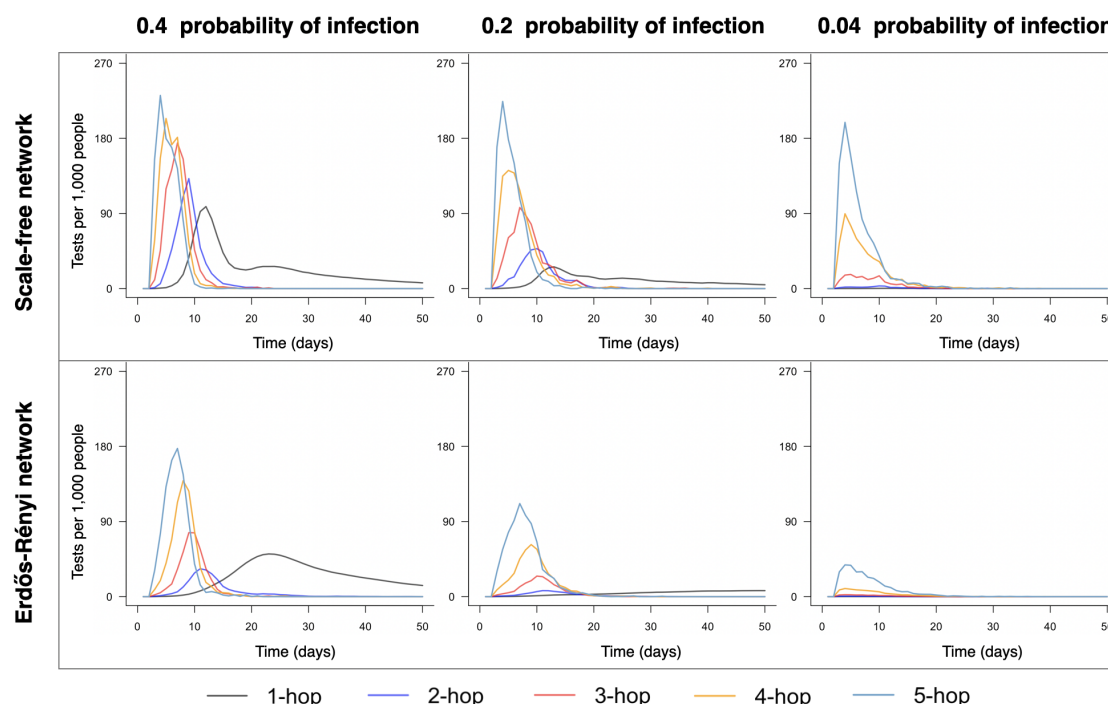 0.4 probability of infection 0.2 probability of infection 0.04 probability of infection
Scale-free network
Tests per 1,000 people
270 270 270
180 180 180
90 90 90
0 0 0
0 10 20 30 40 50 0 10 20 30 40 50 0 10 20 30 40
Time (days) Time (days) Time (days)
Erdős-Rényi network
Tests per 1,000 people
270 270 270
180 180 180
90 90 90
0 0 0
0 10 20 30 40 50 0 10 20 30 40 50 0 10 20 30 40
Time (days) Time (days) Time (days)
1-hop 2-hop 3-hop 4-hop 5-hop